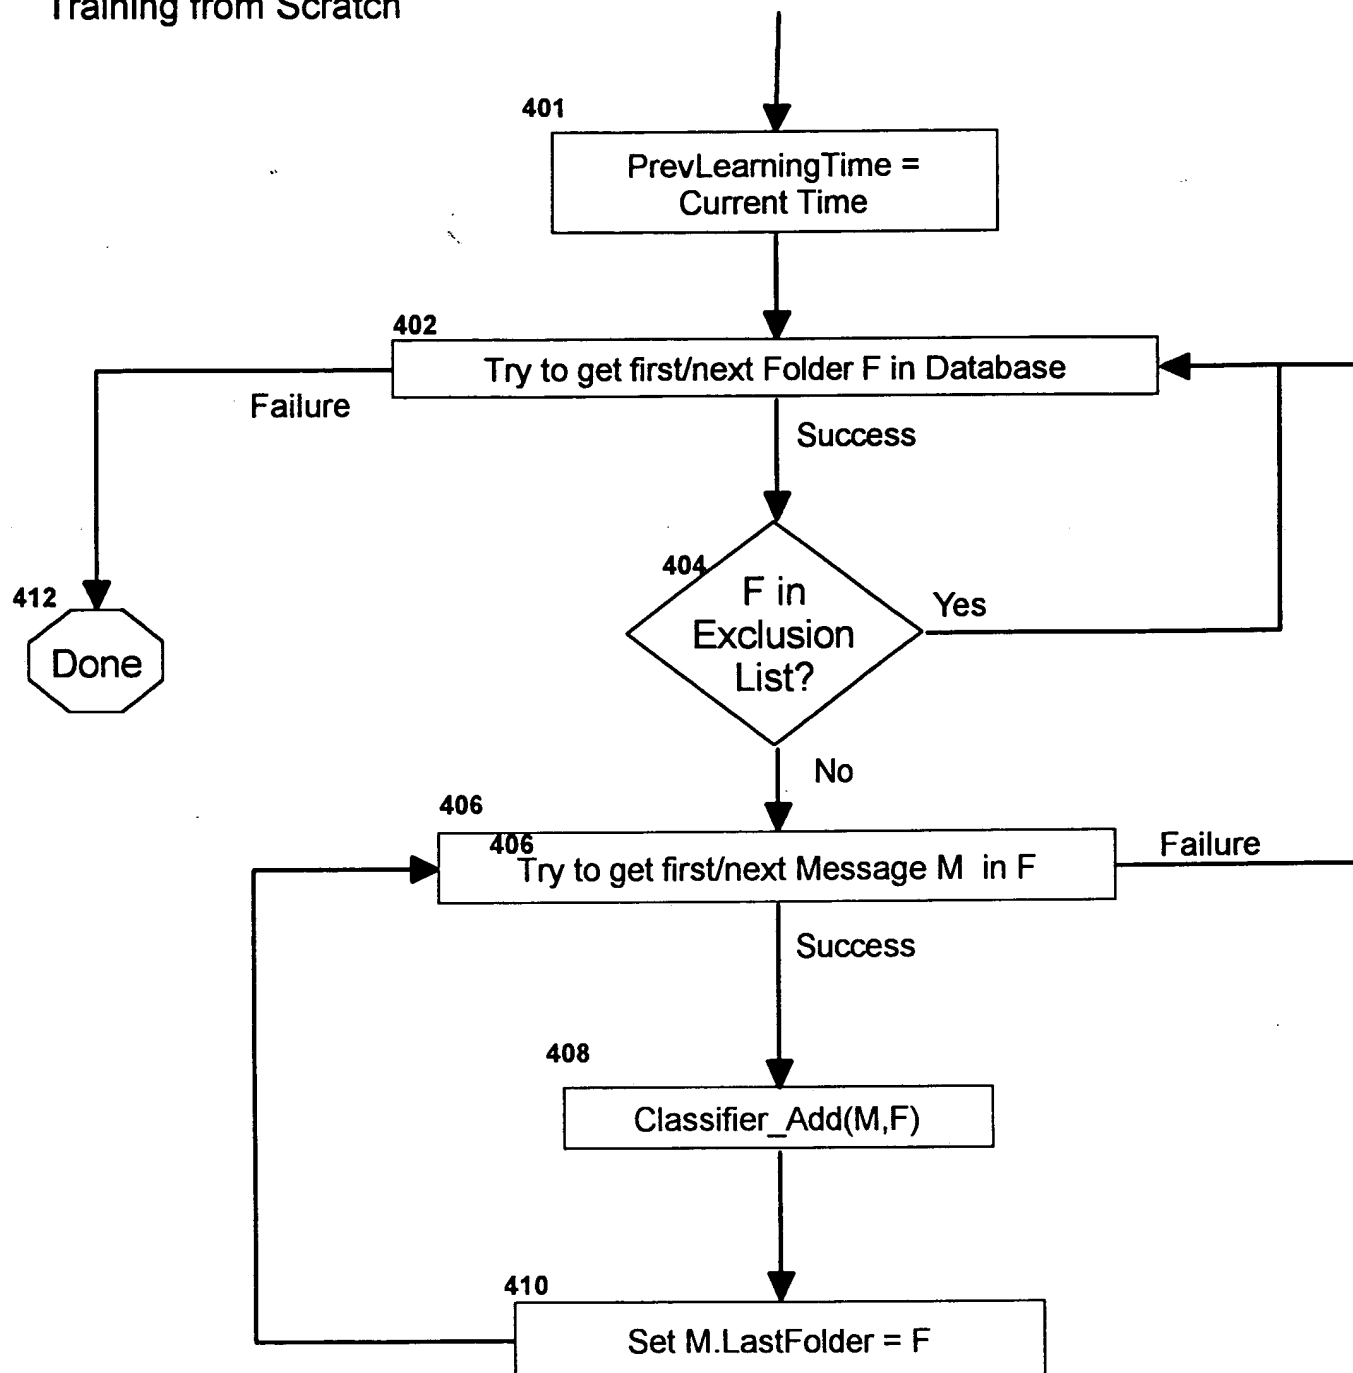 Training from Scratch
401
PrevLearningTime =
Current Time
402
Try to get first/next Folder F in Database
Failure
Success
404
F in
Exclusion
List?
Yes
412
Done
No
406
406
Try to get first/next Message M in F
Failure
Success
408
Classifier_Add(M,F)
410
Set M.LastFolder = F